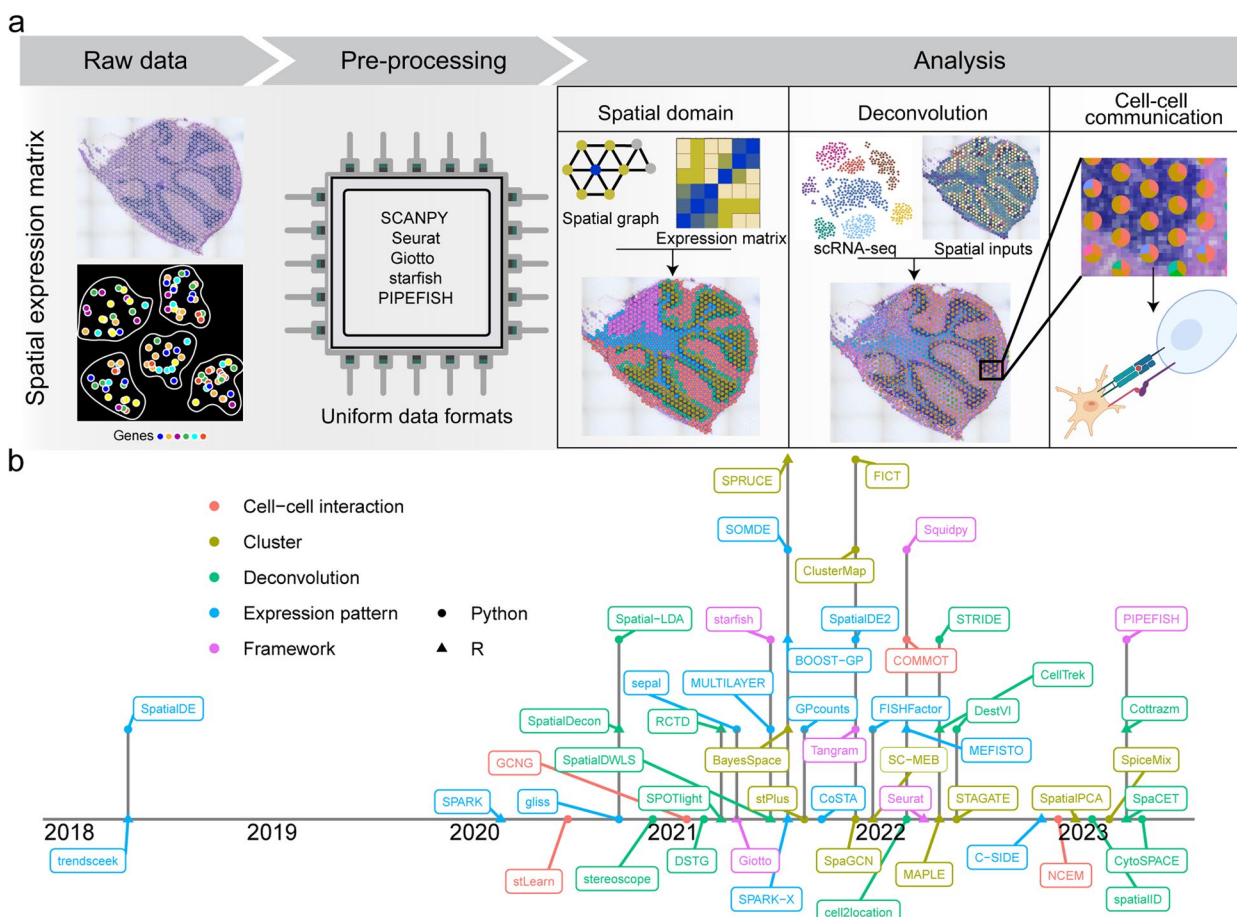 a
Raw data
Pre-processing
Analysis
Spatial expression matrix
Genes
SCANPY
Seurat
Giotto
starfish
PIPEFISH
Uniform data formats
Spatial domain
Spatial graph
Expression matrix
Deconvolution
scRNA-seq
Spatial inputs
Cell-cell
communication
b
Cell−cell interaction
Cluster
Deconvolution
Expression pattern
Framework
Python
R
SPRUCE
FICT
SOMDE
Squidpy
ClusterMap
Spatial−LDA
starfish
SpatialDE2
STRIDE
PIPEFISH
BOOST−GP
COMMOT
CellTrek
sepal
MULTILAYER
SpatialDE
SpatialDecon
RCTD
GPcounts
FISHFactor
DestVI
Cottrazm
Tangram
MEFISTO
GCNG
SpatialDWLS
BayesSpace
SC−MEB
SpiceMix
SPARK
gliss
SPOTlight
stPlus
CoSTA
Seurat
STAGATE
SpatialPCA
SpaCET
2018
2019
2020
2021
2022
2023
trendsceek
stLearn
stereoscope
DSTG
Giotto
SPARK−X
SpaGCN
cell2location
MAPLE
C−SIDE
NCEM
CytoSPACE
spatialID